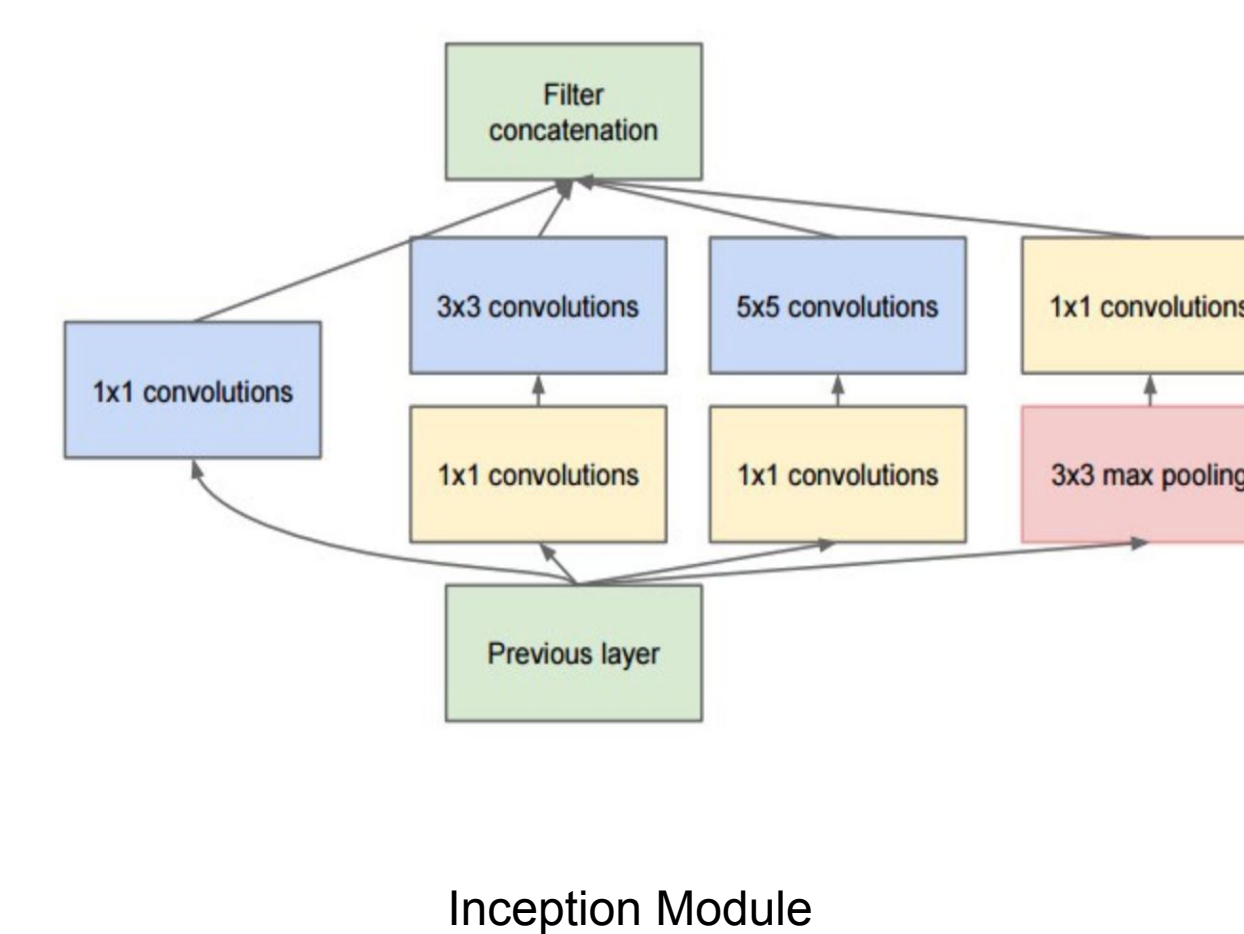 Filter
concatenation
3x3 convolutions
5x5 convolutions
1x1 convolutions
1x1 convolutions
1x1 convolutions
1x1 convolutions
3x3 max pooling
Previous layer
Inception Module